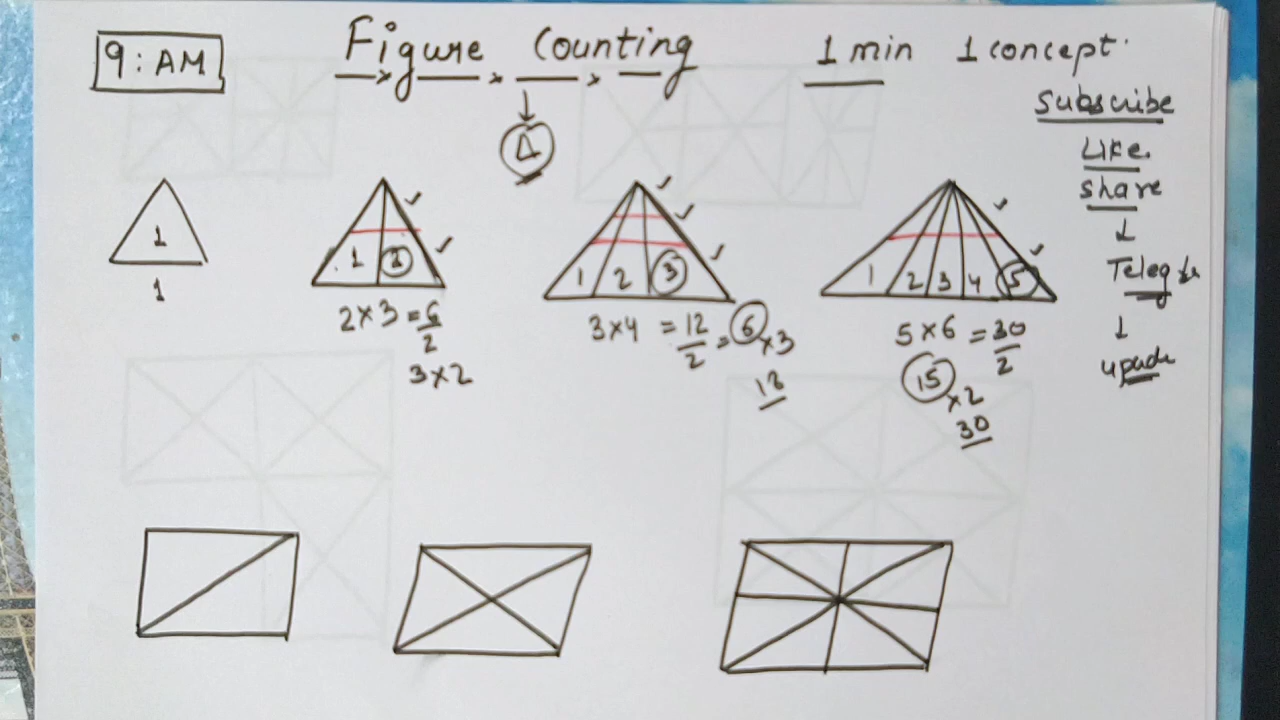 9 : AM
Figure Counting
1 min 1 concept
Subscribe
Like
Share
↓
↓
Δ
1
1
1 2
2×3 = 6/2
3×2
1 2 3
3×4 = 12/2 = 6 ×3
18
1 2 3 4 5
5×6 = 30/2
15 ×2
30